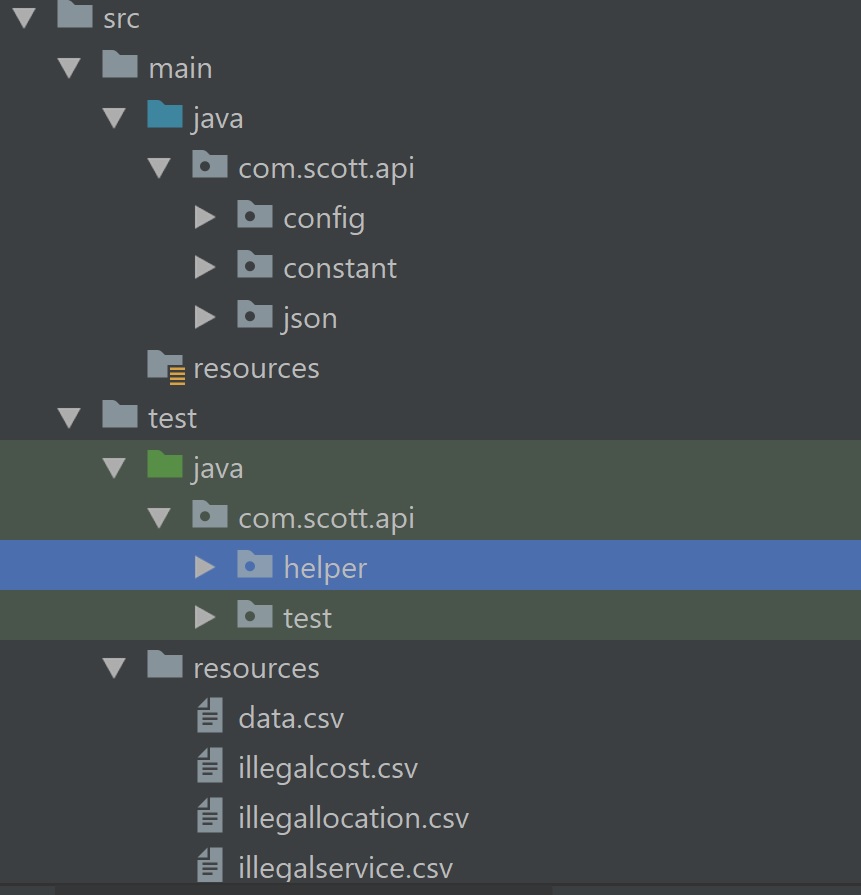 src
main
java
com.scott.api
config
constant
json
resources
test
java
com.scott.api
helper
test
resources
data.csv
illegalcost.csv
illegallocation.csv
illegalservice.csv